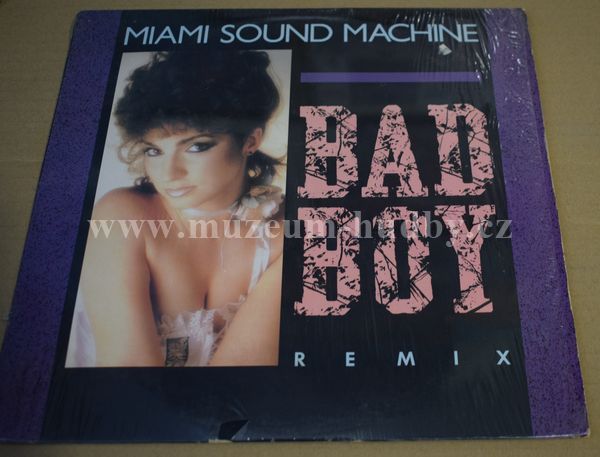 MIAMI SOUND MACHINE
BAD
BOY
REMIX
www.muzeum-hudby.cz